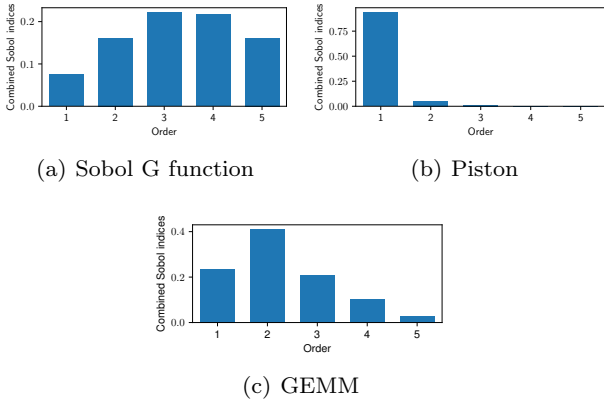 Combined Sobol indices
0.2
0.1
0.0
1 2 3 4 5
Order
(a) Sobol G function
Combined Sobol indices
0.75
0.50
0.25
0.00
1 2 3 4 5
Order
(b) Piston
Combined Sobol indices
0.4
0.2
0.0
1 2 3 4 5
Order
(c) GEMM